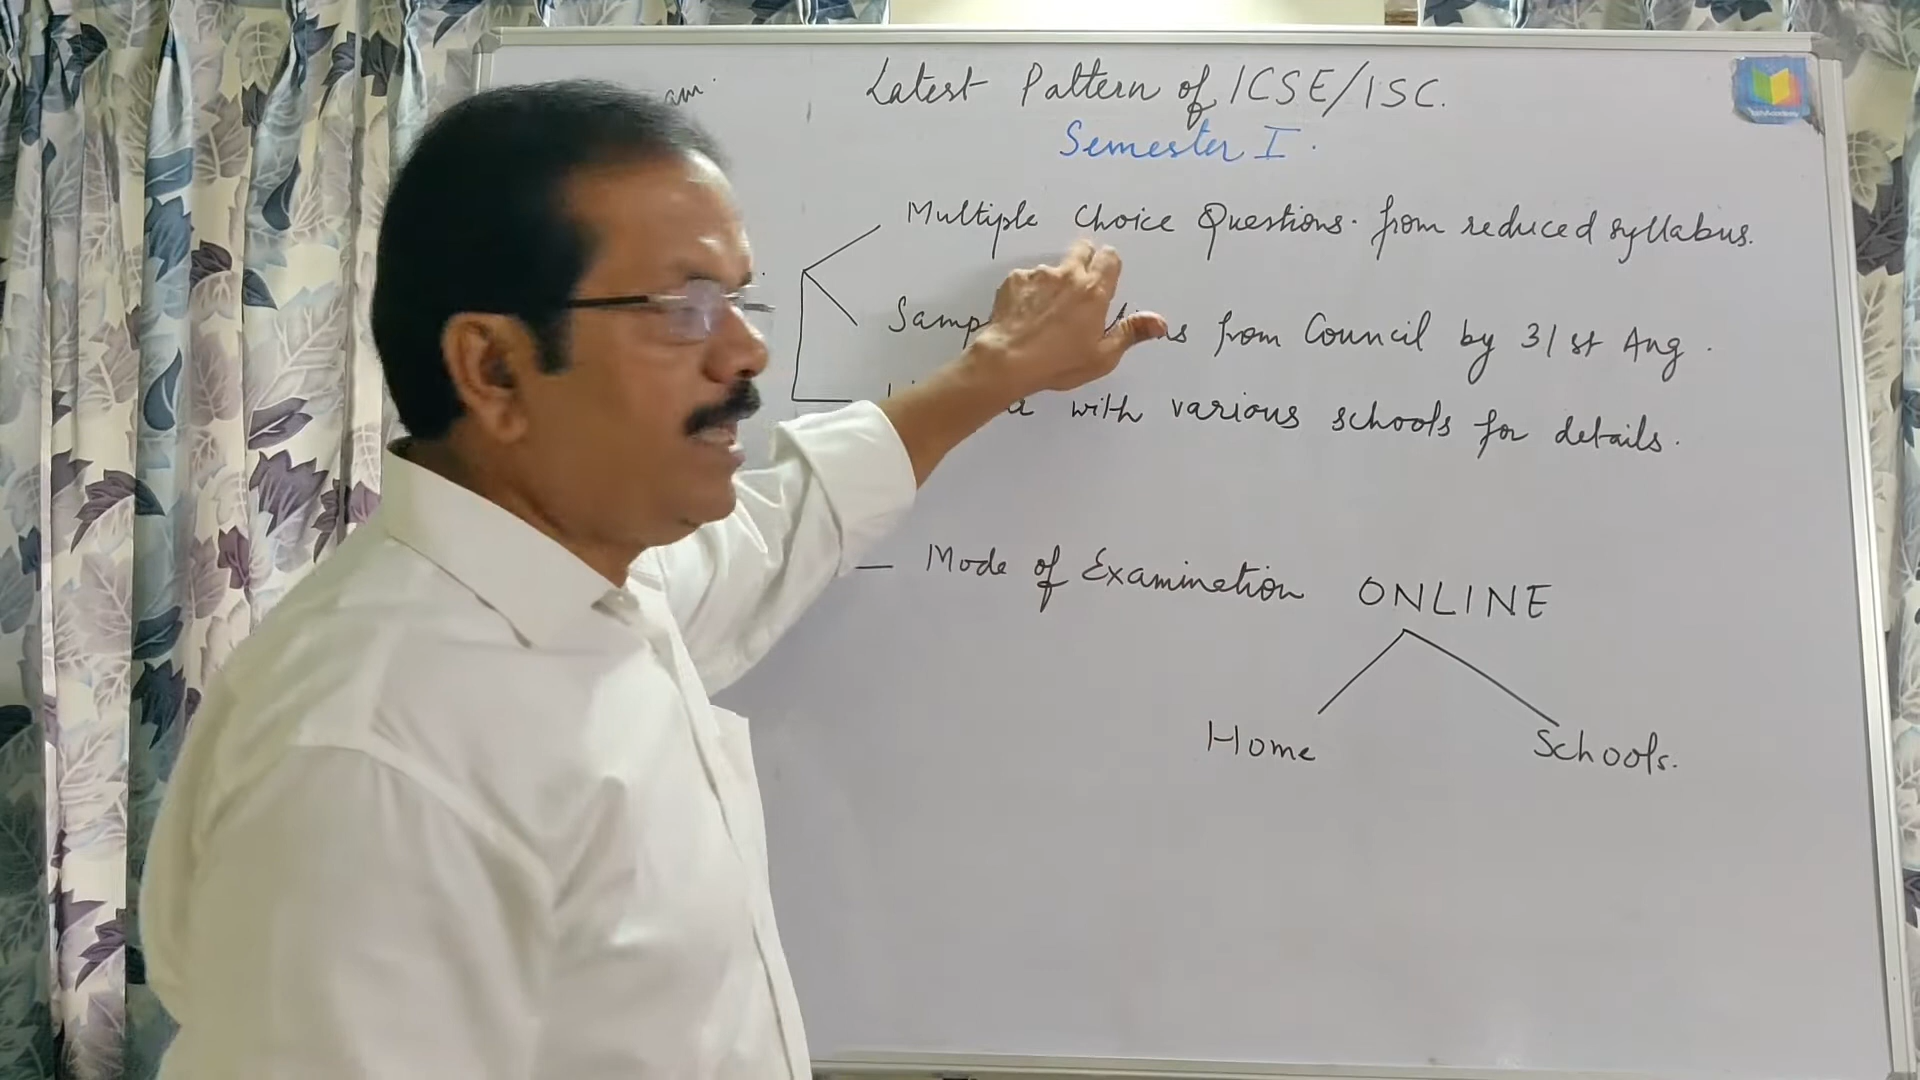 Latest Pattern of ICSE/ISC.
Semester I.
Multiple Choice Questions. from reduced syllabus.
from Council by 31st Aug.
with various schools for details.
— Mode of Examination ONLINE
Home Schools.